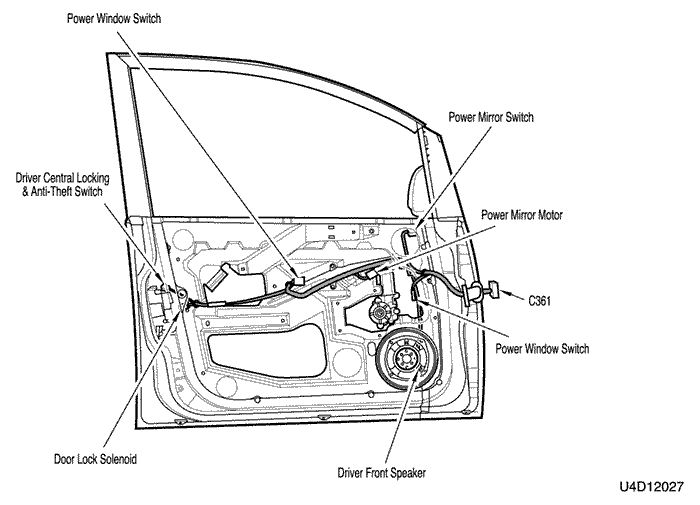 Power Window Switch
Power Mirror Switch
Driver Central Locking
& Anti-Theft Switch
Power Mirror Motor
C361
Power Window Switch
Door Lock Solenoid
Driver Front Speaker
U4D12027